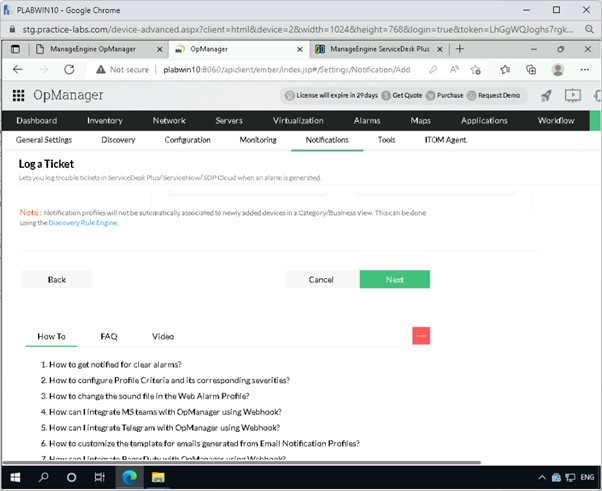 PLABWIN10 - Google Chrome
stg.practice-labs.com/device-advanced.aspx?client=html&device=2&width=1024&height=768&login=true&token=LhGgWQJoghs7rgk...
ManageEngine OpManager
OpManager
ManageEngine ServiceDesk Plus
Not secure
plabwin10:8060/apiclient/ember/index.jsp#/Settings/Notification/Add
OpManager
License will expire in 29 days
Get Quote
Purchase
Request Demo
Dashboard Inventory Network Servers Virtualization Alarms Maps Applications Workflow
General Settings Discovery Configuration Monitoring Notifications Tools ITOM Agent
Log a Ticket
Lets you log trouble tickets in ServiceDesk Plus/ServiceNow/SDP Cloud when an alarm is generated.
Note : Notification profiles will not be automatically associated to newly added devices in a Category/Business View. This can be done
using the Discovery Rule Engine.
Back Cancel Next
How To FAQ Video
1. How to get notified for clear alarms?
2. How to configure Profile Criteria and its corresponding severities?
3. How to change the sound file in the Web Alarm Profile?
4. How can I integrate MS teams with OpManager using Webhook?
5. How can I integrate Telegram with OpManager using Webhook?
6. How to customize the template for emails generated from Email Notification Profiles?
7. How can I integrate PagerDuty with OpManager using Webhook?
ENG